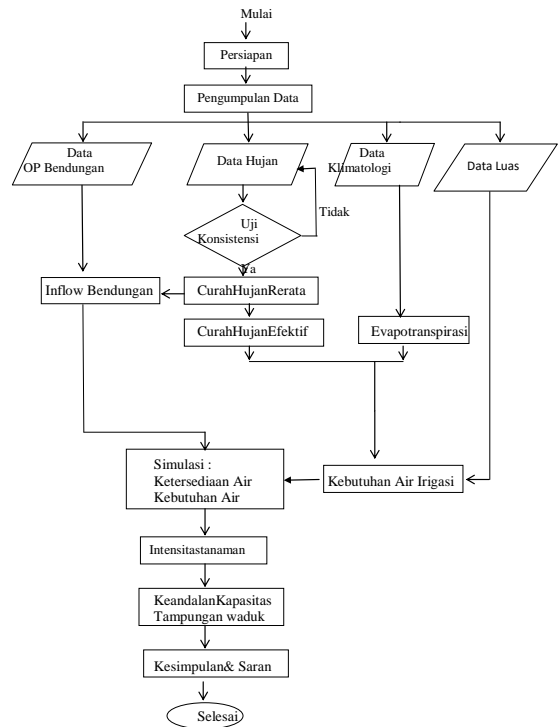 Mulai
Persiapan
Pengumpulan Data
Data
OP Bendungan
Data Hujan
Data
Klimatologi
Data Luas
Tidak
Uji
Konsistensi
Ya
Inflow Bendungan
CurahHujanRerata
CurahHujanEfektif
Evapotranspirasi
Simulasi :
Ketersediaan Air
Kebutuhan Air
Kebutuhan Air Irigasi
Intensitastanaman
KeandalanKapasitas
Tampungan waduk
Kesimpulan& Saran
Selesai